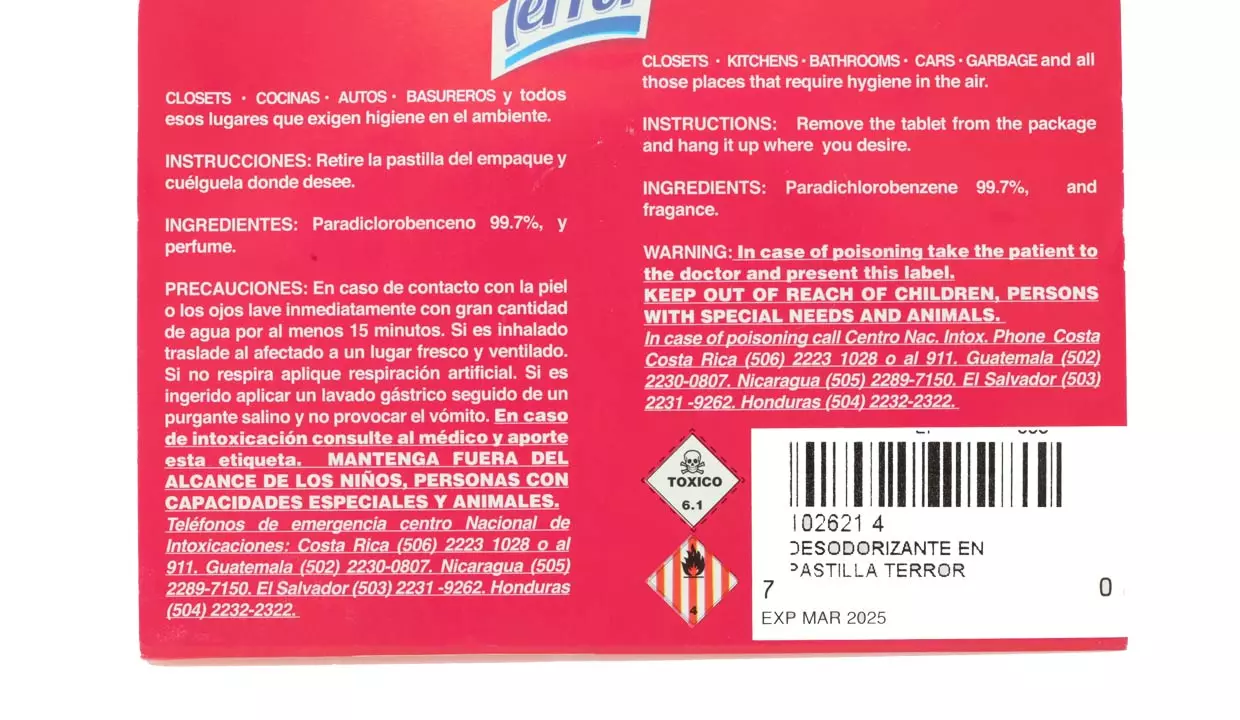 Terror
CLOSETS · COCINAS · AUTOS · BASUREROS y todos
esos lugares que exigen higiene en el ambiente.
INSTRUCCIONES: Retire la pastilla del empaque y
cuélguela donde desee.
INGREDIENTES: Paradiclorobenceno 99.7%, y
perfume.
PRECAUCIONES: En caso de contacto con la piel
o los ojos lave inmediatamente con gran cantidad
de agua por al menos 15 minutos. Si es inhalado
traslade al afectado a un lugar fresco y ventilado.
Si no respira aplique respiración artificial. Si es
ingerido aplicar un lavado gástrico seguido de un
purgante salino y no provocar el vómito. En caso
de intoxicación consulte al médico y aporte
esta etiqueta. MANTENGA FUERA DEL
ALCANCE DE LOS NIÑOS, PERSONAS CON
CAPACIDADES ESPECIALES Y ANIMALES.
Teléfonos de emergencia centro Nacional de
Intoxicaciones: Costa Rica (506) 2223 1028 o al
911. Guatemala (502) 2230-0807. Nicaragua (505)
2289-7150. El Salvador (503) 2231 -9262. Honduras
(504) 2232-2322.
CLOSETS · KITCHENS · BATHROOMS · CARS · GARBAGE and all
those places that require hygiene in the air.
INSTRUCTIONS: Remove the tablet from the package
and hang it up where you desire.
INGREDIENTS: Paradichlorobenzene 99.7%, and
fragance.
WARNING: In case of poisoning take the patient to
the doctor and present this label.
KEEP OUT OF REACH OF CHILDREN, PERSONS
WITH SPECIAL NEEDS AND ANIMALS.
In case of poisoning call Centro Nac. Intox. Phone Costa
Costa Rica (506) 2223 1028 o al 911. Guatemala (502)
2230-0807. Nicaragua (505) 2289-7150. El Salvador (503)
2231 -9262. Honduras (504) 2232-2322.
TOXICO
6.1
4
102621 4
DESODORIZANTE EN
PASTILLA TERROR
7 0
EXP MAR 2025